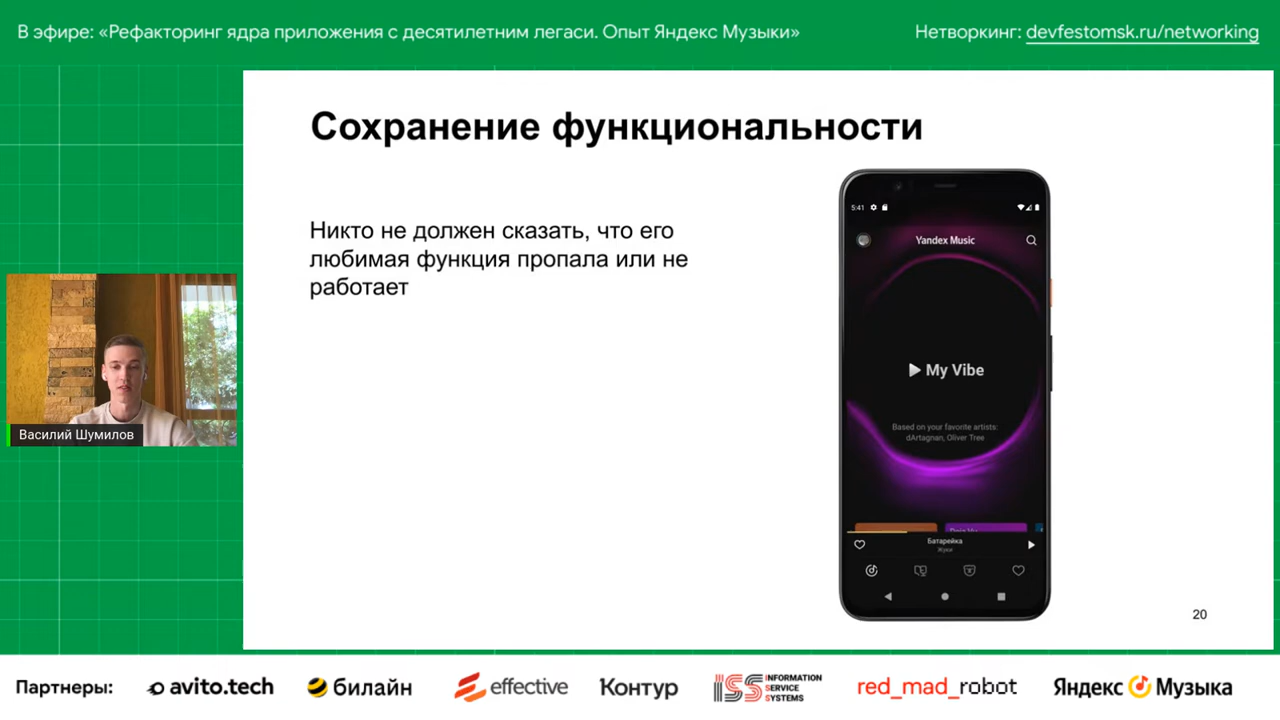 В эфире: «Рефакторинг ядра приложения с десятилетним легаси. Опыт Яндекс Музыки»
Нетворкинг: devfestomsk.ru/networking
Сохранение функциональности
Никто не должен сказать, что его
любимая функция пропала или не
работает
5:41
Yandex Music
My Vibe
Based on your favorite artists:
dArtagnan, Oliver Tree
Батарейка
Жуки
Василий Шумилов
20
Партнеры:
avito.tech
билайн
effective
Контур
ISS INFORMATION
SERVICE
SYSTEMS
red_mad_robot
Яндекс Музыка